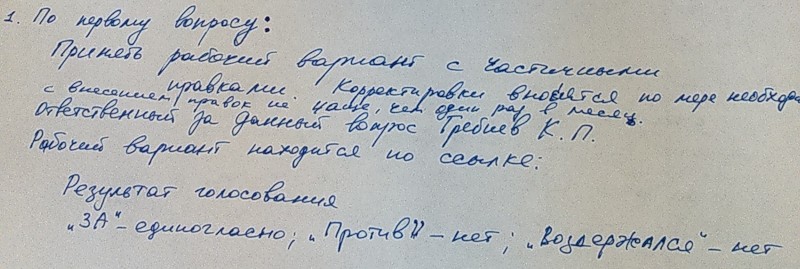 1. По первому вопросу:
Принять рабочий вариант с частичными
правками. Корректировки вносятся по мере необход
с внесением правок не чаще, чем один раз в месяц.
Ответственный за данный вопрос Требиев К. П.
Рабочий вариант находится по ссылке:
Результат голосования
„ЗА“ – единогласно; „Против“ – нет; „Воздержался“ – нет